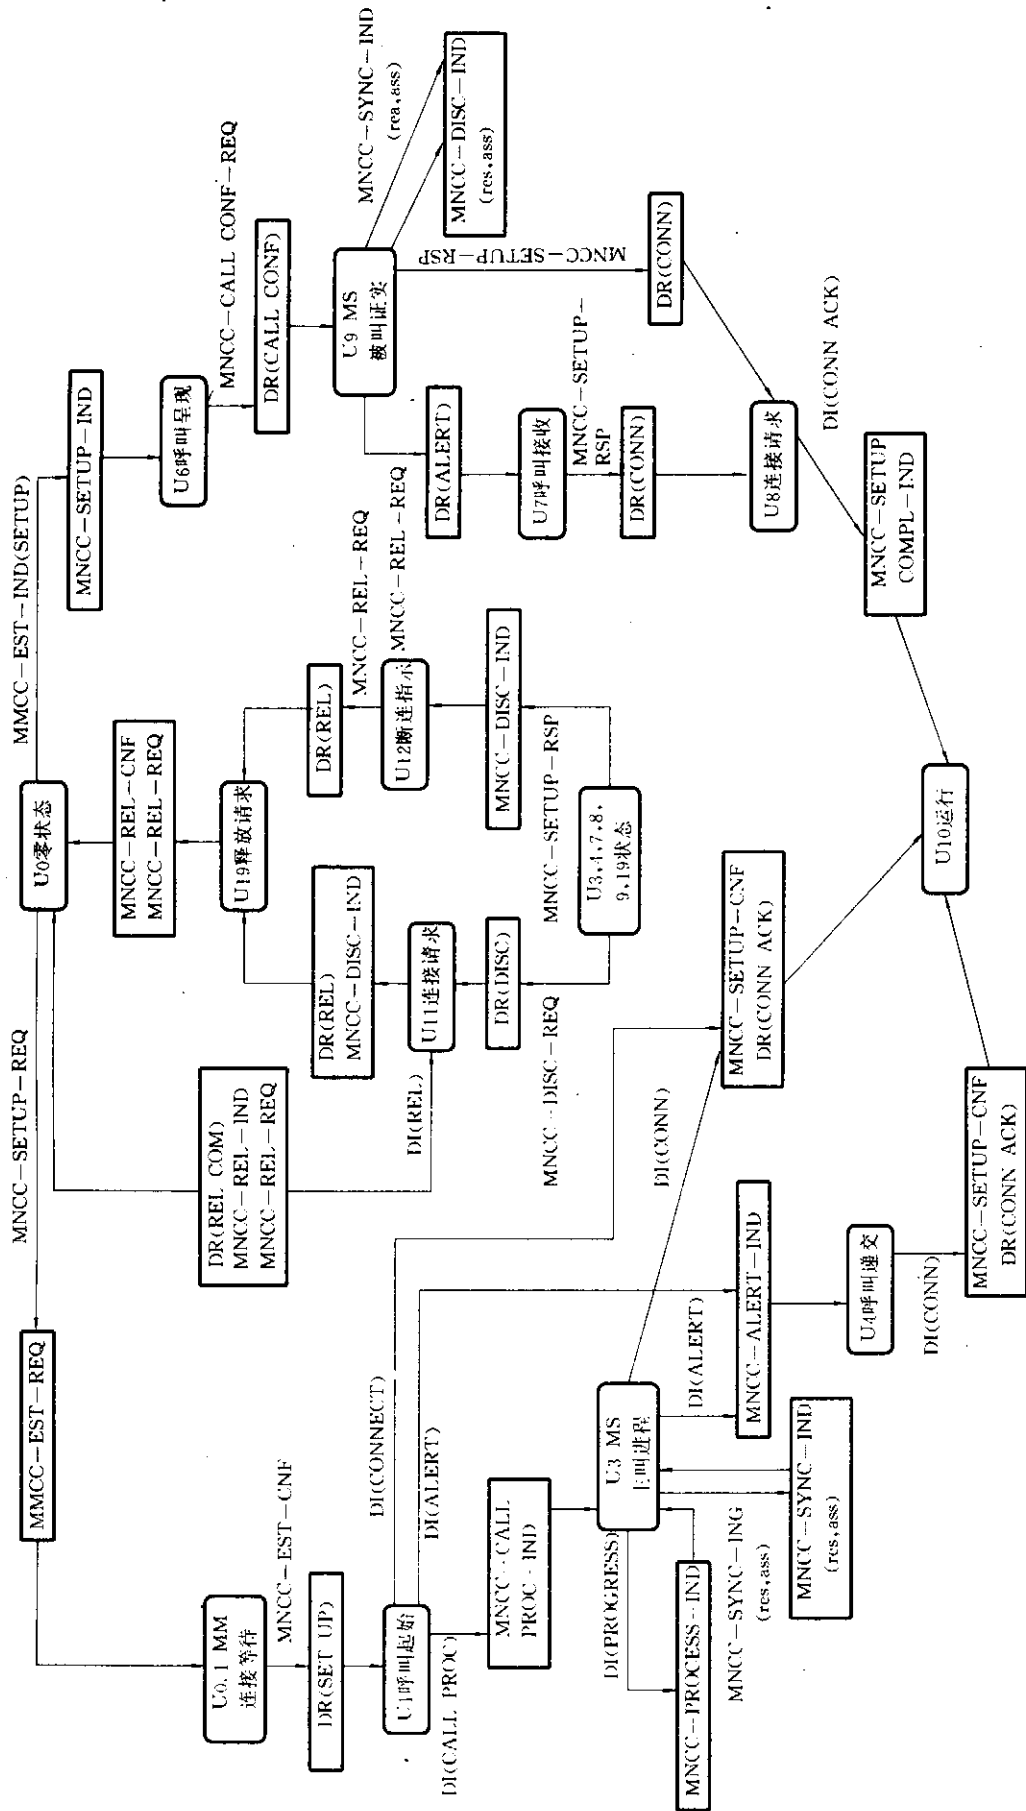 MNCC-SETUP-REQ
MMCC-EST-IND(SETUP)
U0零状态
MMCC-EST-REQ
MNCC-SETUP-IND
MNCC-REL-CNF
MNCC-REL-REQ
U6呼叫呈现
MNCC-CALL CONF-REQ
DR(CALL CONF)
U0.1 MM
连接等待
MNCC-EST-CNF
DR(SET UP)
DR(REL COM)
MNCC-REL-IND
MNCC-REL-REQ
U19释放请求
DR(REL)
MNCC-DISC-IND
DR(REL)
MNCC-REL-REQ
MNCC-REL-REQ
U9 MS
被叫证实
MNCC-SYNC-IND
(rea,ass)
MNCC-DISC-IND
(res,ass)
MNCC-SETUP-RSP
DI(REL)
U11连接请求
U12断连指示
DR(ALERT)
U1呼叫起始
DI(CONNECT)
DI(ALERT)
DI(CALL PROC)
MNCC-CALL
PROC-IND
DR(DISC)
MNCC-DISC-IND
MNCC-DISC-REQ
MNCC-SETUP-RSP
U7呼叫接收
MNCC-SETUP-
RSP
DR(CONN)
DR(CONN)
U3,4,7,8,
9,19状态
DI(PROGRESS)
U3 MS
主叫进程
DI(CONN)
DI(ALERT)
MNCC-PROCESS-IND
MNCC-SYNC-ING
(res,ass)
MNCC-SYNC-IND
(res,ass)
MNCC-ALERT-IND
MNCC-SETUP-CNF
DR(CONN ACK)
U8连接请求
DI(CONN ACK)
MNCC-SETUP
COMPL-IND
U4呼叫递交
DI(CONN)
MNCC-SETUP-CNF
DR(CONN ACK)
U10运行